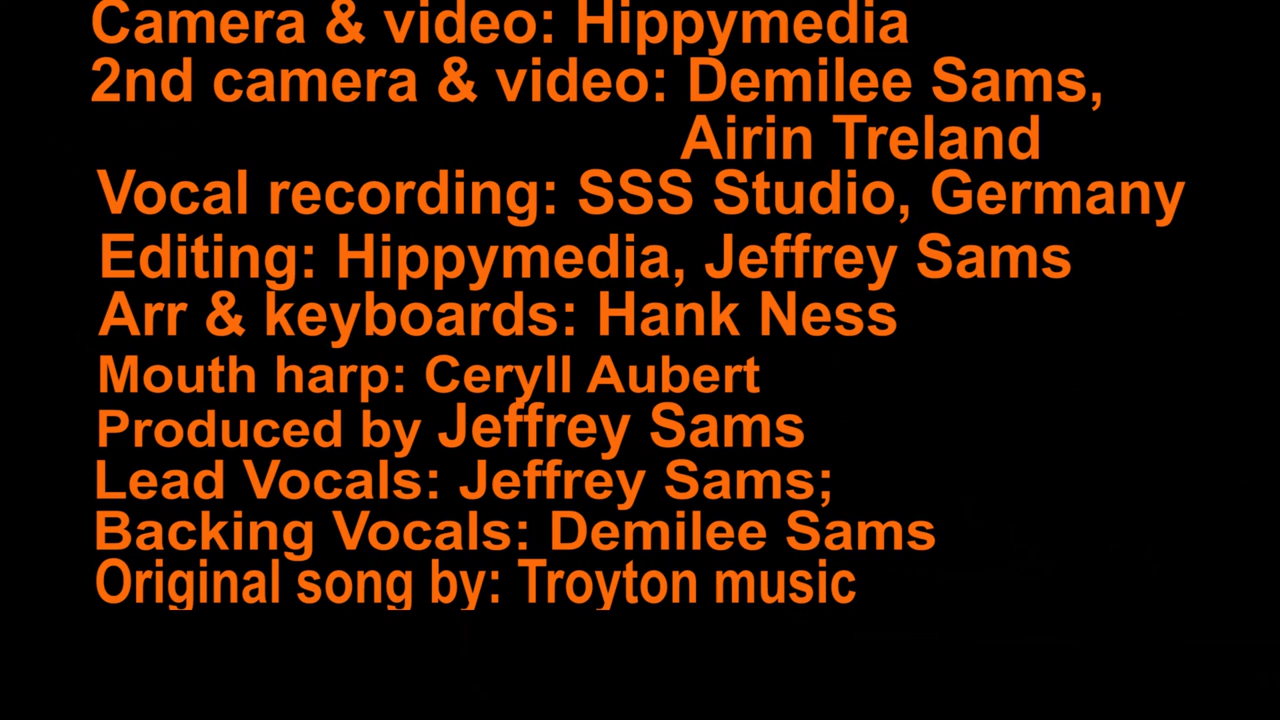 Camera & video: Hippymedia
2nd camera & video: Demilee Sams,
Airin Treland
Vocal recording: SSS Studio, Germany
Editing: Hippymedia, Jeffrey Sams
Arr & keyboards: Hank Ness
Mouth harp: Ceryll Aubert
Produced by Jeffrey Sams
Lead Vocals: Jeffrey Sams;
Backing Vocals: Demilee Sams
Original song by: Troyton music